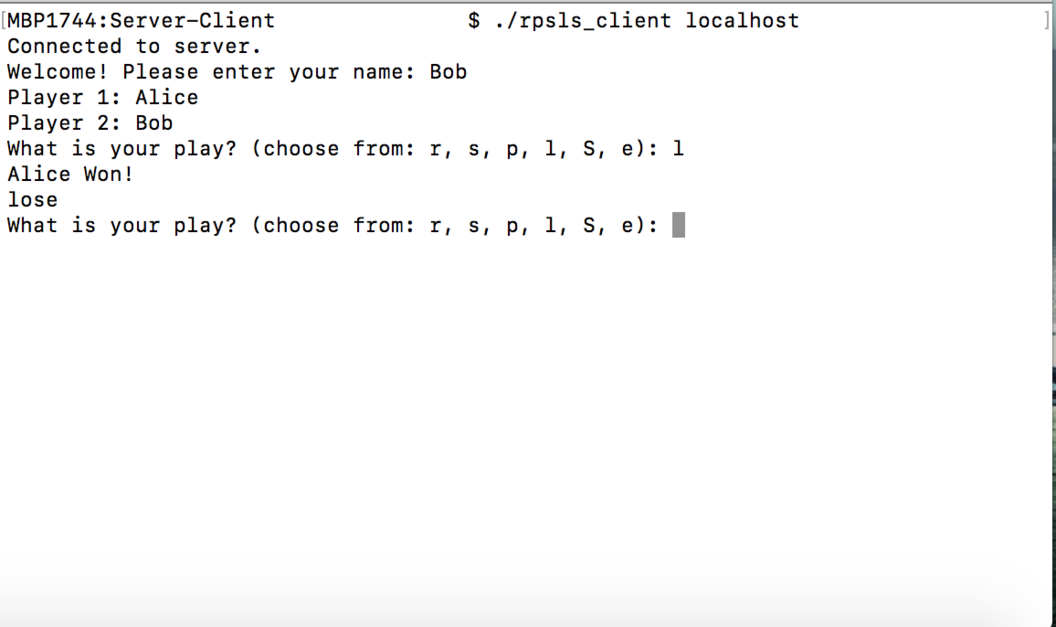 [MBP1744:Server-Client $ ./rpsls_client localhost ]
Connected to server.
Welcome! Please enter your name: Bob
Player 1: Alice
Player 2: Bob
What is your play? (choose from: r, s, p, l, S, e): l
Alice Won!
lose
What is your play? (choose from: r, s, p, l, S, e):